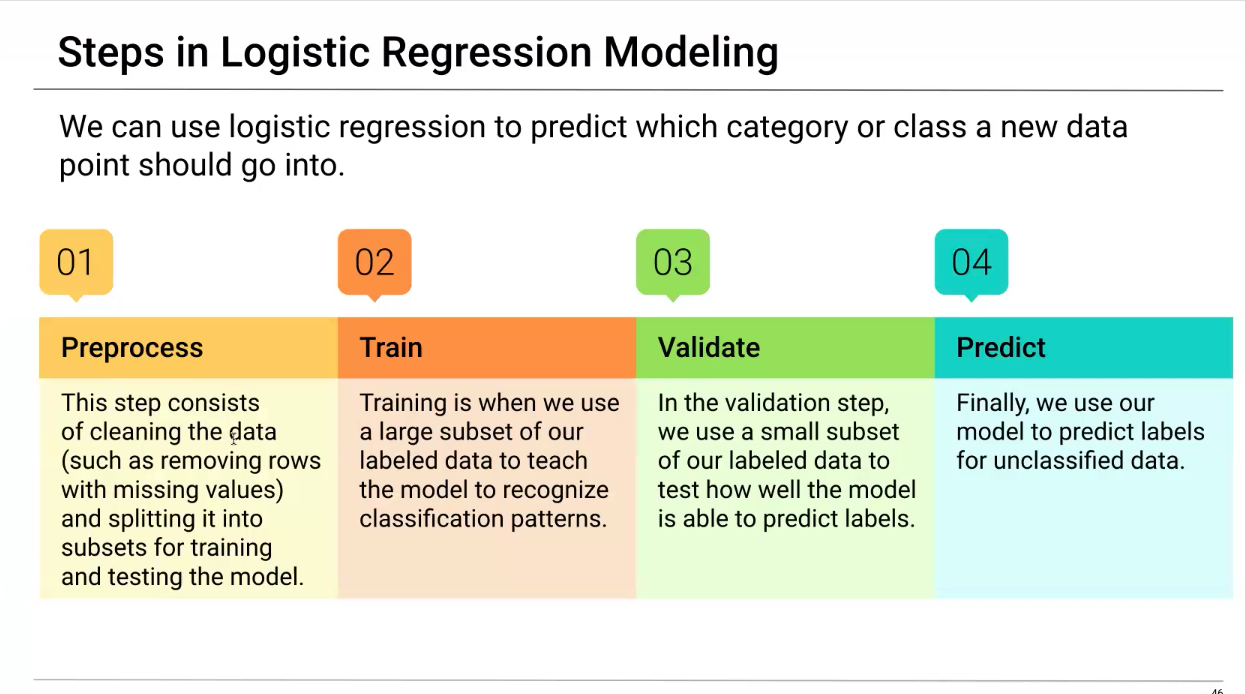 Steps in Logistic Regression Modeling
We can use logistic regression to predict which category or class a new data
point should go into.
01
Preprocess
This step consists
of cleaning the data
(such as removing rows
with missing values)
and splitting it into
subsets for training
and testing the model.
02
Train
Training is when we use
a large subset of our
labeled data to teach
the model to recognize
classification patterns.
03
Validate
In the validation step,
we use a small subset
of our labeled data to
test how well the model
is able to predict labels.
04
Predict
Finally, we use our
model to predict labels
for unclassified data.
46